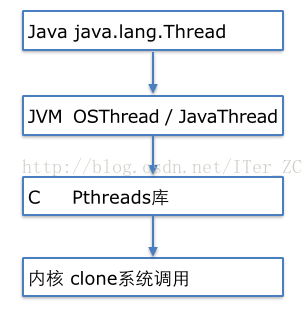 Java java.lang.Thread
JVM OSThread / JavaThread
http://blog.csdn.net/ITer_ZC
C Pthreads库
内核 clone系统调用